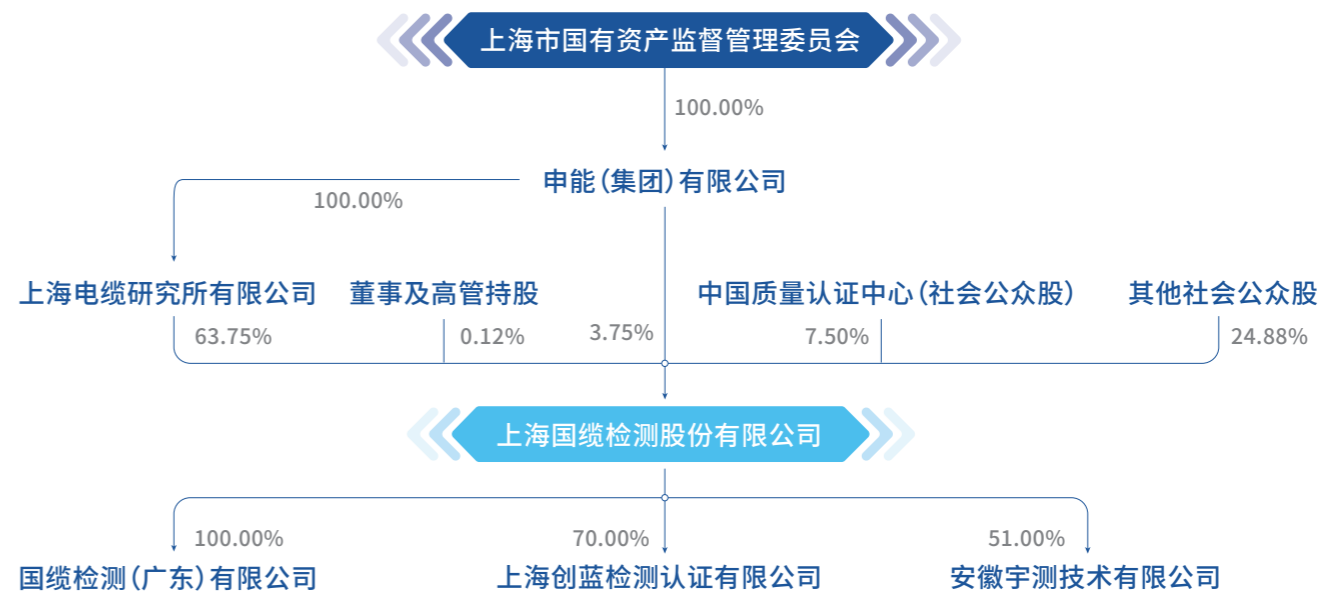 上海市国有资产监督管理委员会
100.00%
申能（集团）有限公司
100.00%
上海电缆研究所有限公司
董事及高管持股
中国质量认证中心（社会公众股）
其他社会公众股
63.75%
0.12%
3.75%
7.50%
24.88%
上海国缆检测股份有限公司
100.00%
70.00%
51.00%
国缆检测（广东）有限公司
上海创蓝检测认证有限公司
安徽宇测技术有限公司